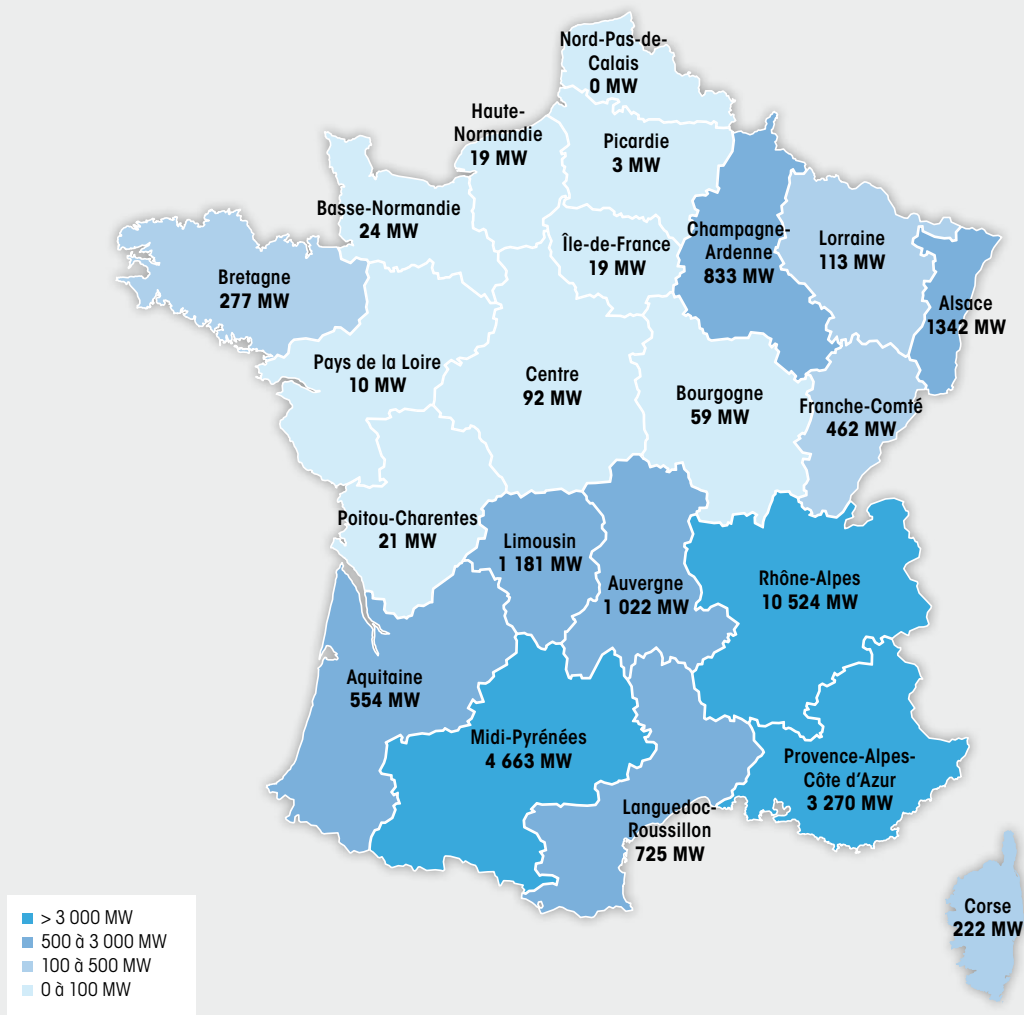 Nord-Pas-de-
Calais
0 MW
Haute-
Normandie
19 MW
Picardie
3 MW
Basse-Normandie
24 MW
Île-de-France
19 MW
Champagne-
Ardenne
833 MW
Lorraine
113 MW
Bretagne
277 MW
Alsace
1342 MW
Pays de la Loire
10 MW
Centre
92 MW
Bourgogne
59 MW
Franche-Comté
462 MW
Poitou-Charentes
21 MW
Limousin
1 181 MW
Auvergne
1 022 MW
Rhône-Alpes
10 524 MW
Aquitaine
554 MW
Midi-Pyrénées
4 663 MW
Provence-Alpes-
Côte d'Azur
3 270 MW
Languedoc-
Roussillon
725 MW
Corse
222 MW
> 3 000 MW
500 à 3 000 MW
100 à 500 MW
0 à 100 MW